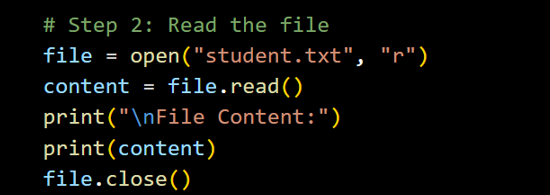 # Step 2: Read the file
file = open("student.txt", "r")
content = file.read()
print("\nFile Content:")
print(content)
file.close()